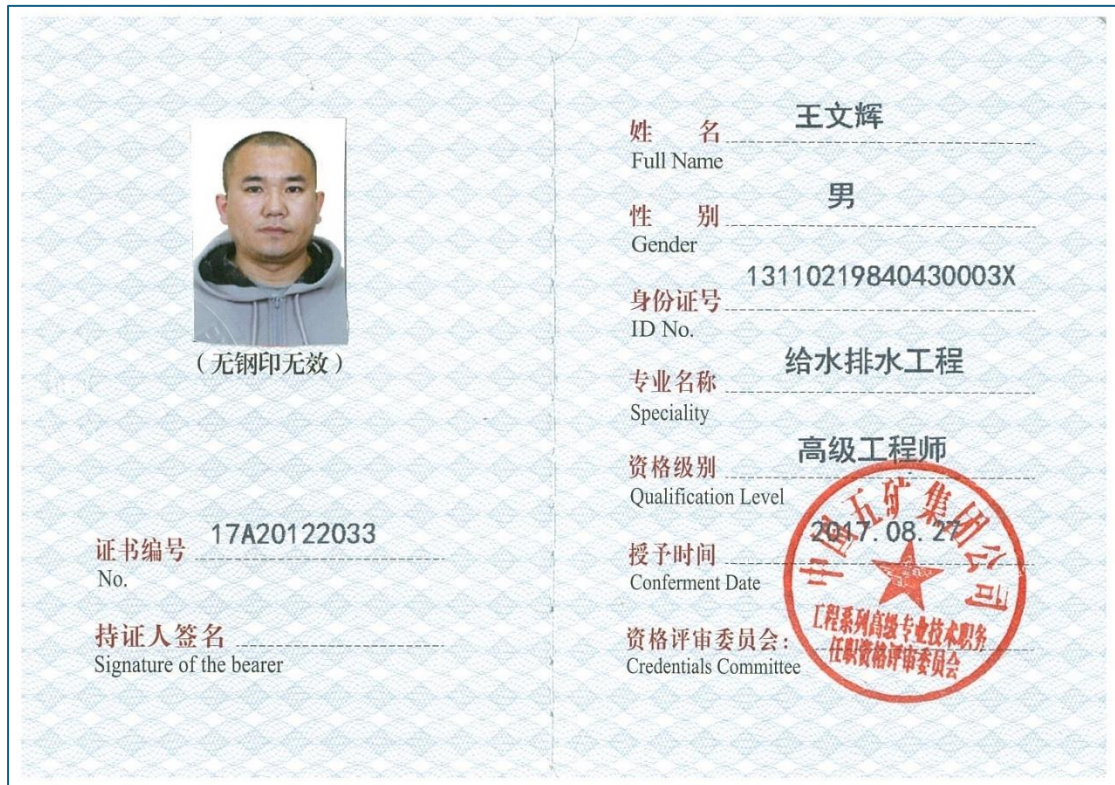 （无钢印无效）
证书编号 17A20122033
No.
持证人签名
Signature of the bearer
姓 名 王文辉
Full Name
性 别 男
Gender
身份证号 13110219840430003X
ID No.
专业名称 给水排水工程
Speciality
资格级别 高级工程师
Qualification Level
授予时间 2017.08.27
Conferment Date
资格评审委员会：
Credentials Committee
中国五矿集团公司
工程系列高级专业技术职务
任职资格评审委员会